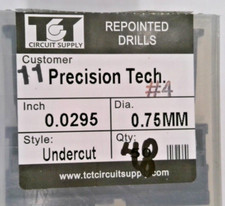 TCT
CIRCUIT SUPPLY
REPOINTED
DRILLS
Customer
11 Precision Tech.
#4
Inch
Dia.
0.0295
0.75MM
Style:
Qty:
Undercut
48
www.tctcircuitsupply.com